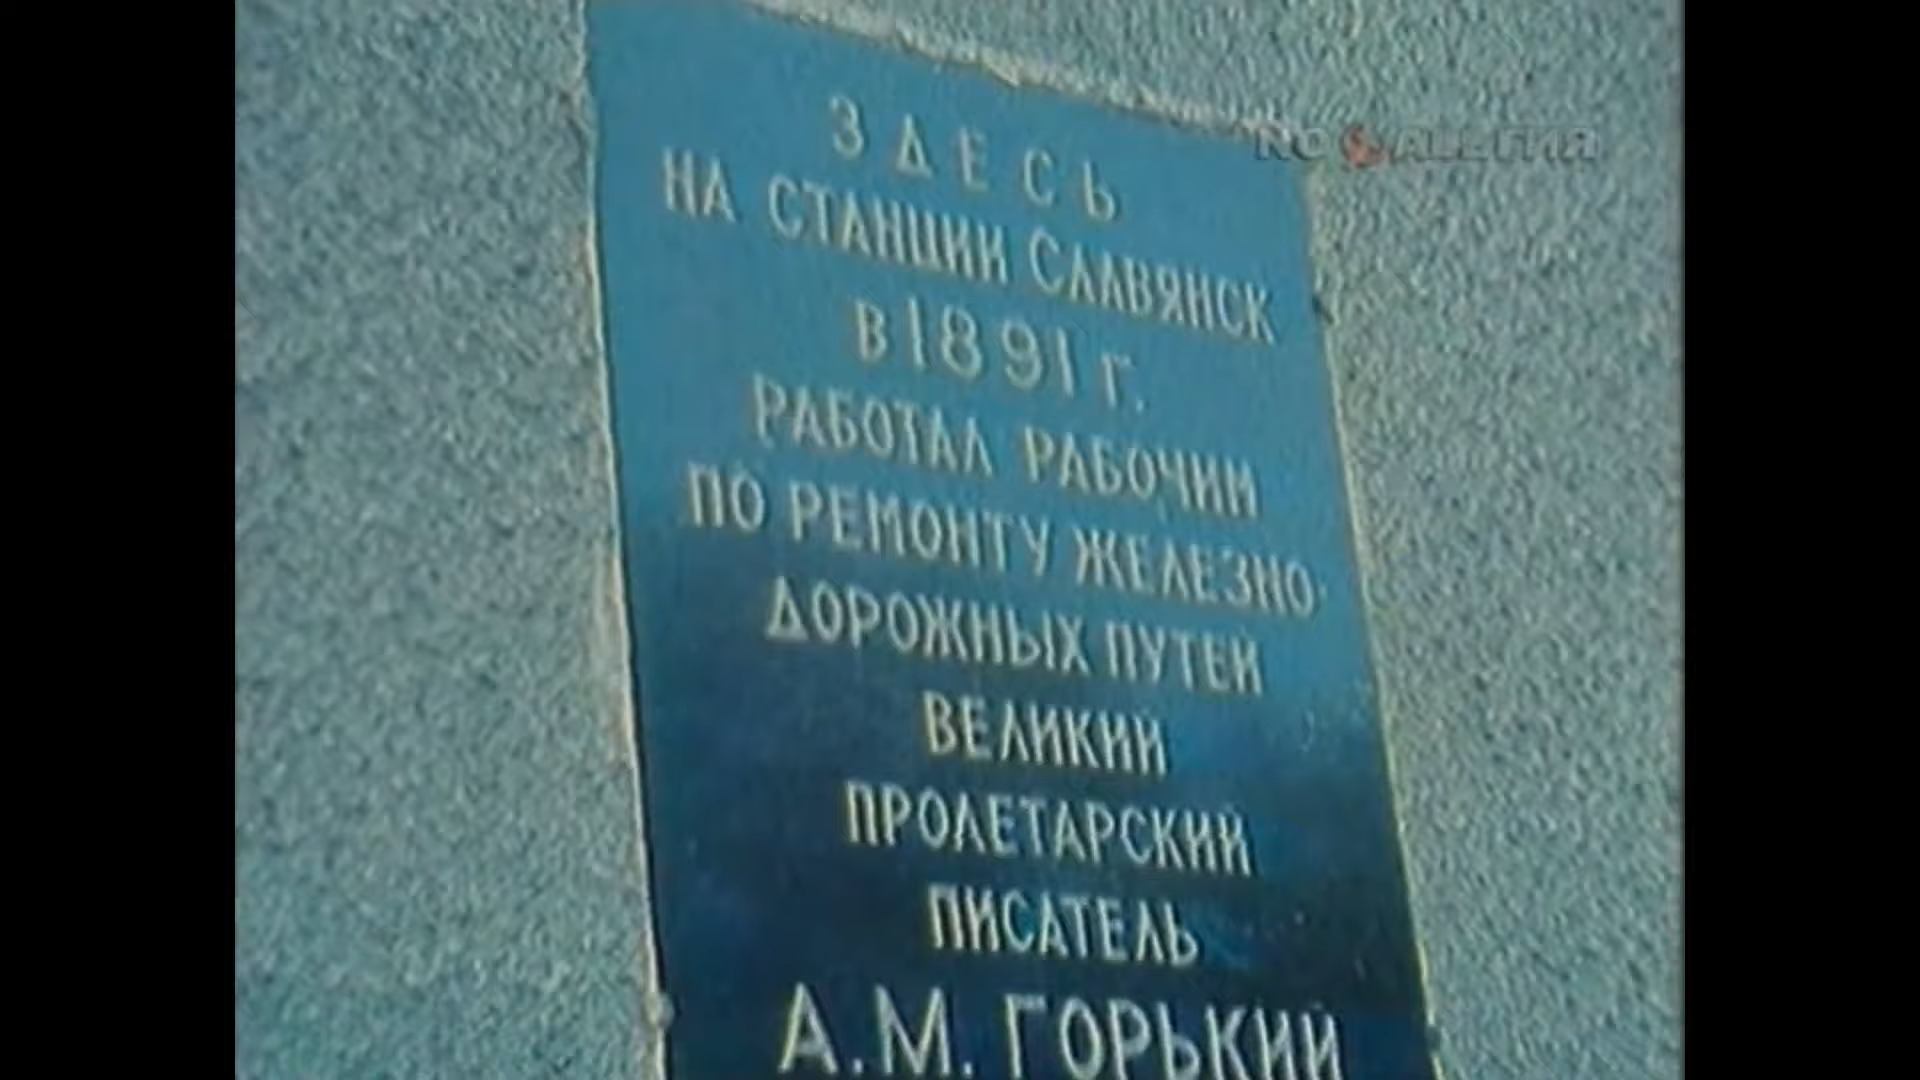 ЗДЕСЬ
НА СТАНЦИИ СЛАВЯНСК
В 1891 Г.
РАБОТАЛ РАБОЧИМ
ПО РЕМОНТУ ЖЕЛЕЗНО-
ДОРОЖНЫХ ПУТЕЙ
ВЕЛИКИЙ
ПРОЛЕТАРСКИЙ
ПИСАТЕЛЬ
А.М. ГОРЬКИЙ